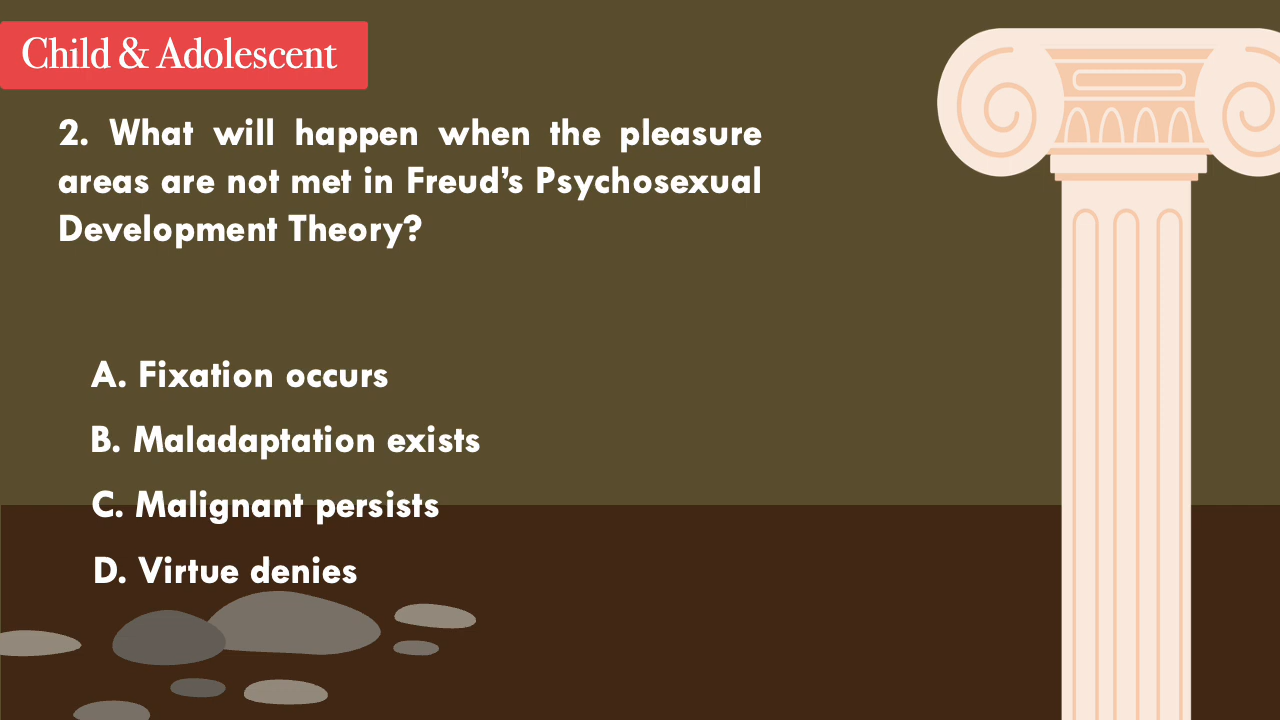 Child & Adolescent
2. What will happen when the pleasure
areas are not met in Freud’s Psychosexual
Development Theory?
A. Fixation occurs
B. Maladaptation exists
C. Malignant persists
D. Virtue denies